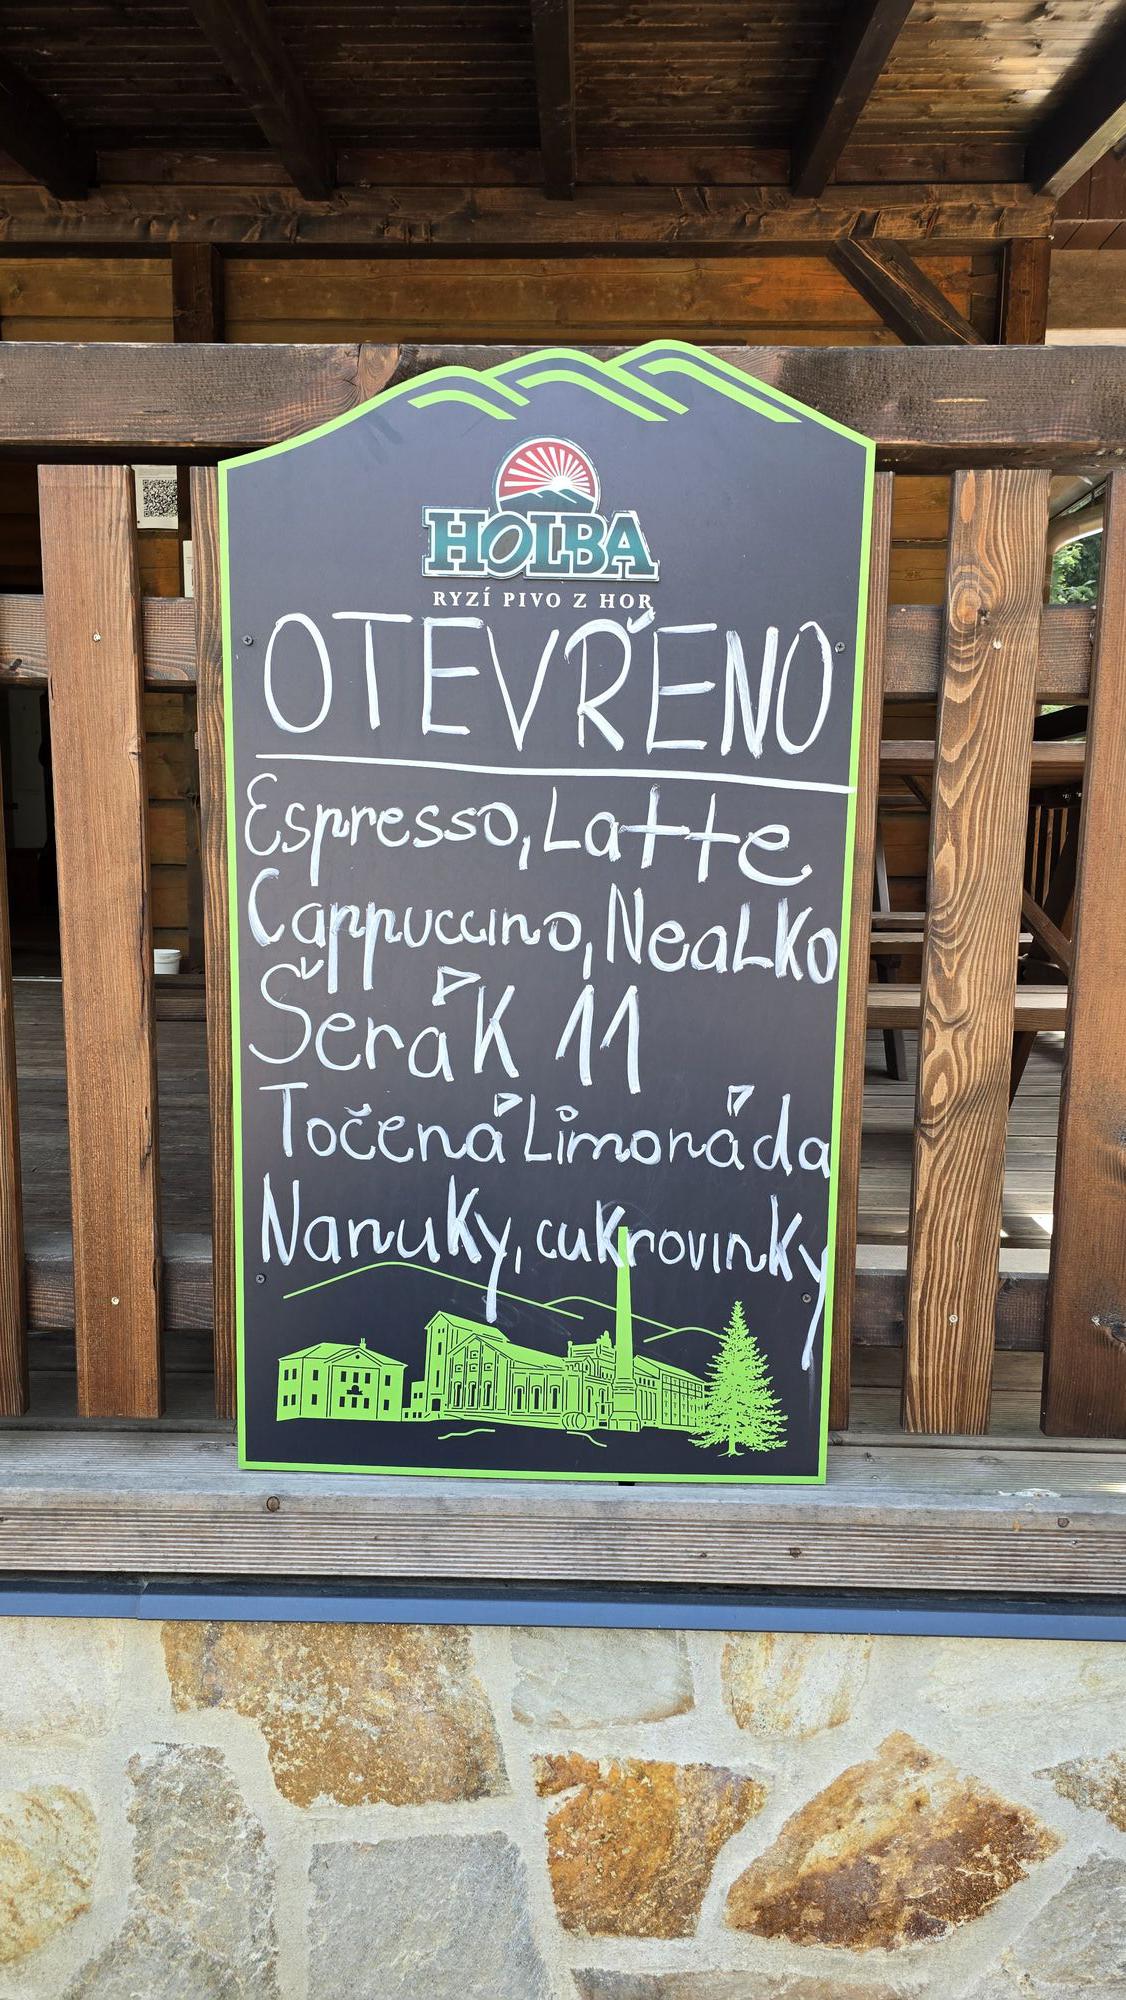 HOLBA
RYZÍ PIVO Z HOR
OTEVŘENO
Espresso, Latte
Cappuccino, NeaLKo
Šerák 11
Točená Limonáda
Nanuky, cukrovinky